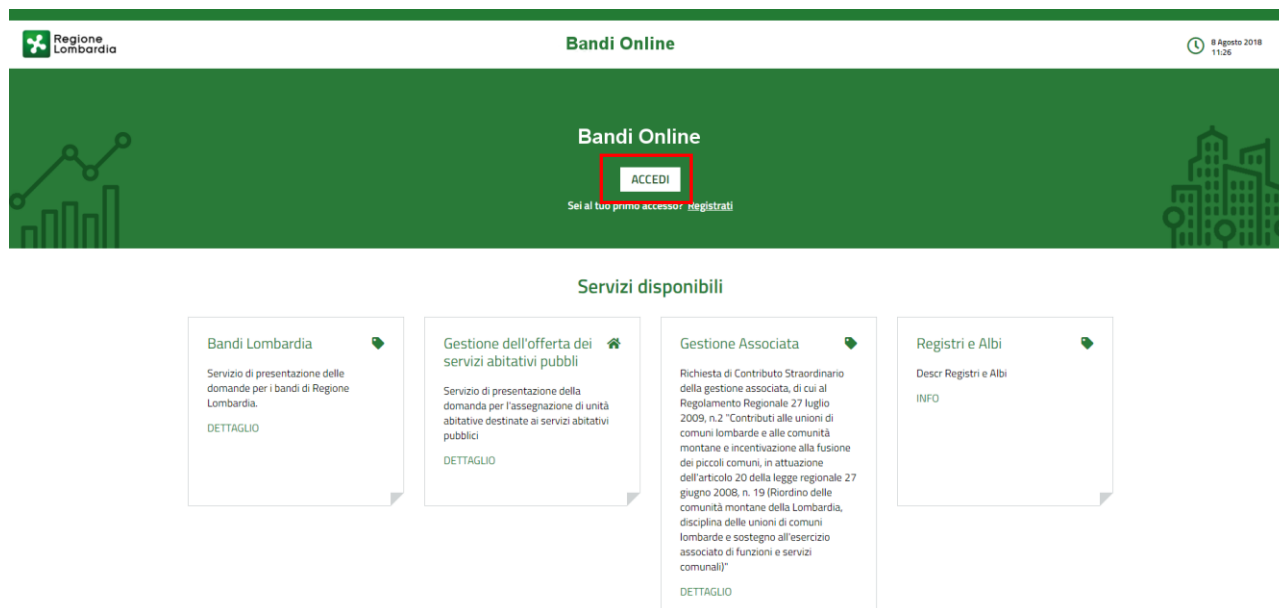 Regione
Lombardia
Bandi Online
8 Agosto 2018
11:26
Bandi Online
ACCEDI
Sei al tuo primo accesso? Registrati
Servizi disponibili
Bandi Lombardia
Servizio di presentazione delle
domande per i bandi di Regione
Lombardia.
DETTAGLIO
Gestione dell'offerta dei
servizi abitativi pubbli
Servizio di presentazione della
domanda per l'assegnazione di unità
abitative destinate ai servizi abitativi
pubblici
DETTAGLIO
Gestione Associata
Richiesta di Contributo Straordinario
della gestione associata, di cui al
Regolamento Regionale 27 luglio
2009, n.2 "Contributi alle unioni di
comuni lombarde e alle comunità
montane e incentivazione alla fusione
dei piccoli comuni, in attuazione
dell'articolo 20 della legge regionale 27
giugno 2008, n. 19 (Riordino delle
comunità montane della Lombardia,
disciplina delle unioni di comuni
lombarde e sostegno all'esercizio
associato di funzioni e servizi
comunali)"
DETTAGLIO
Registri e Albi
Descr Registri e Albi
INFO